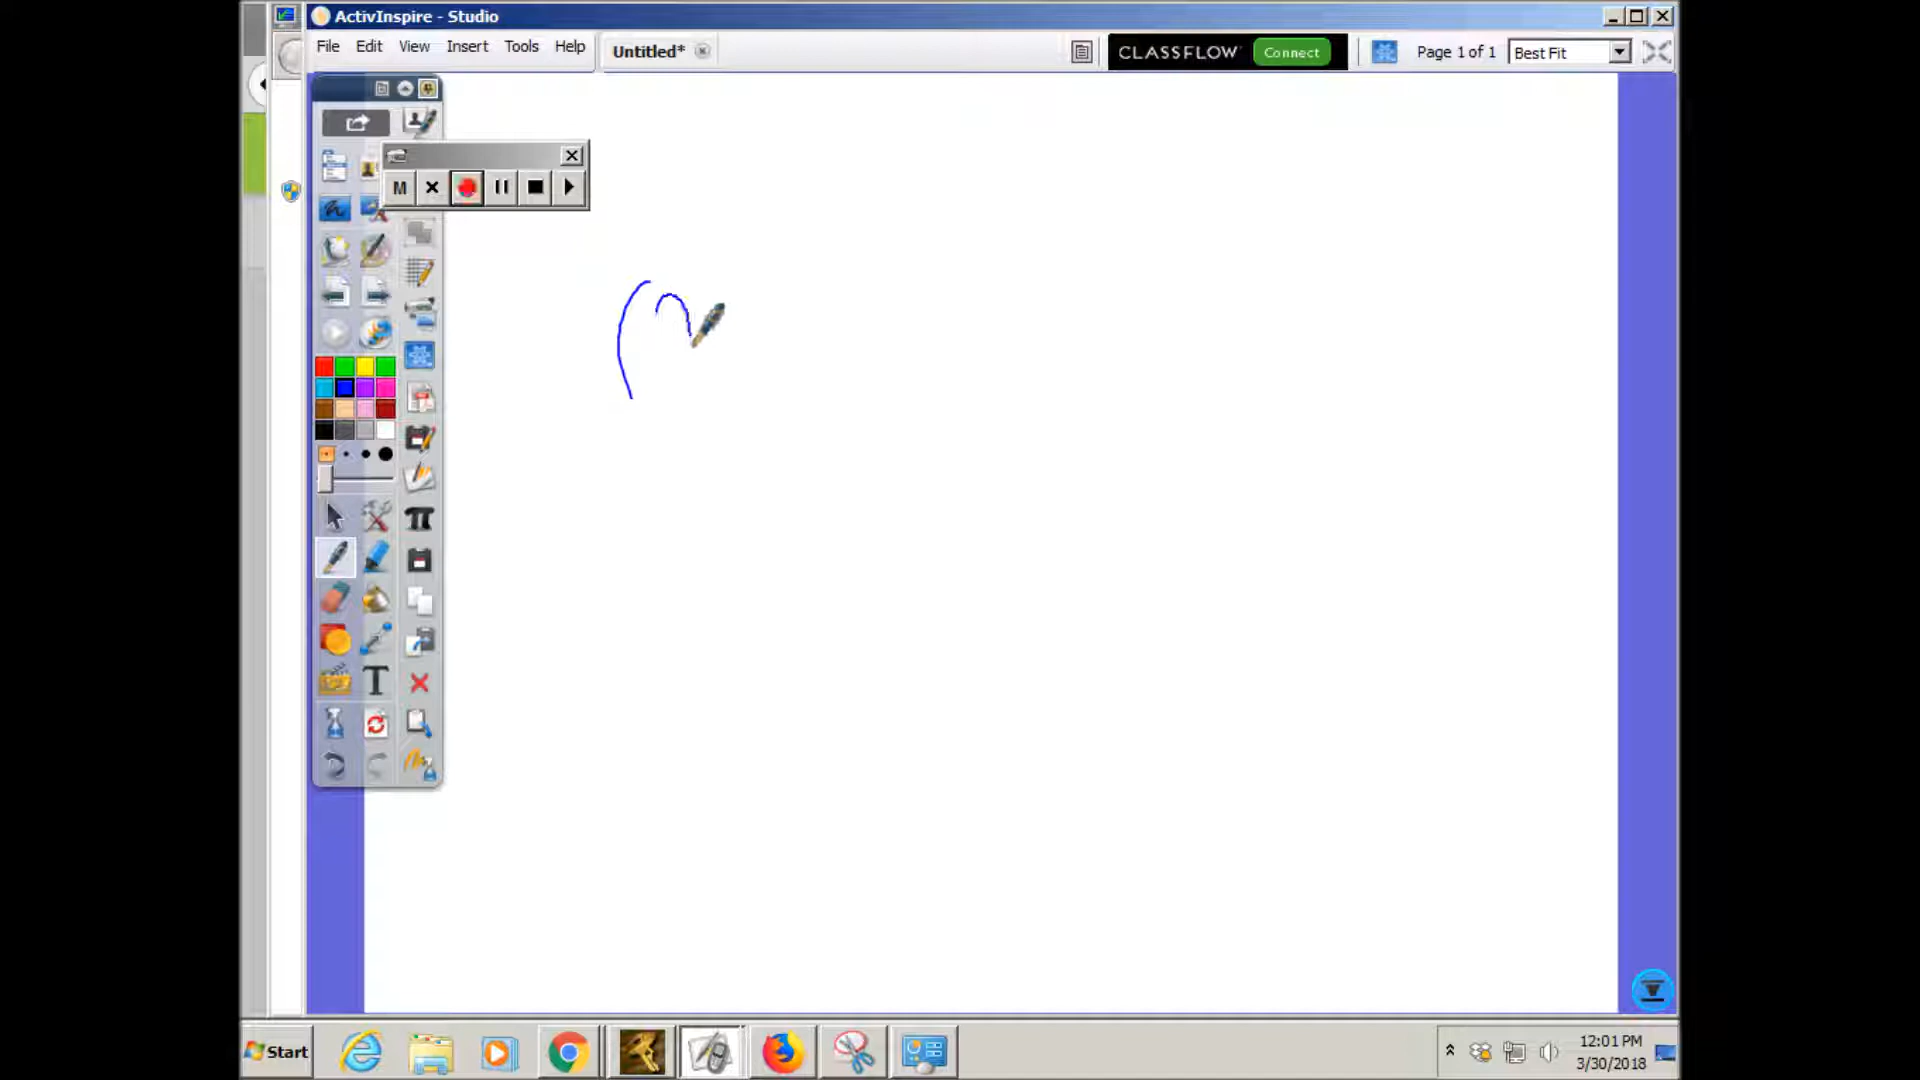 ActivInspire - Studio
File Edit View Insert Tools Help Untitled* CLASSFLOW Connect Page 1 of 1 Best Fit
M
T
Start 12:01 PM
3/30/2018